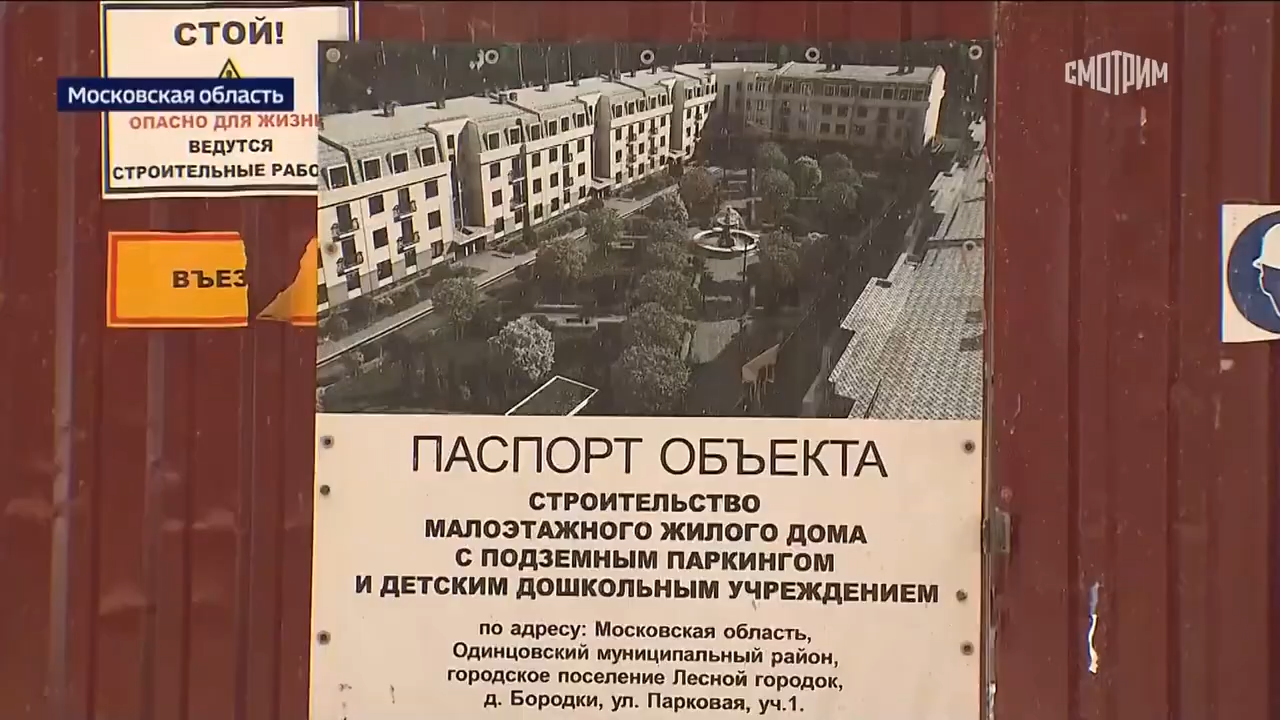 СТОЙ!
Московская область
ОПАСНО ДЛЯ ЖИЗН
ВЕДУТСЯ
СТРОИТЕЛЬНЫЕ РАБО
ВЪЕЗ
СМОТРИМ
ПАСПОРТ ОБЪЕКТА
СТРОИТЕЛЬСТВО
МАЛОЭТАЖНОГО ЖИЛОГО ДОМА
С ПОДЗЕМНЫМ ПАРКИНГОМ
И ДЕТСКИМ ДОШКОЛЬНЫМ УЧРЕЖДЕНИЕМ
по адресу: Московская область,
Одинцовский муниципальный район,
городское поселение Лесной городок,
д. Бородки, ул. Парковая, уч.1.